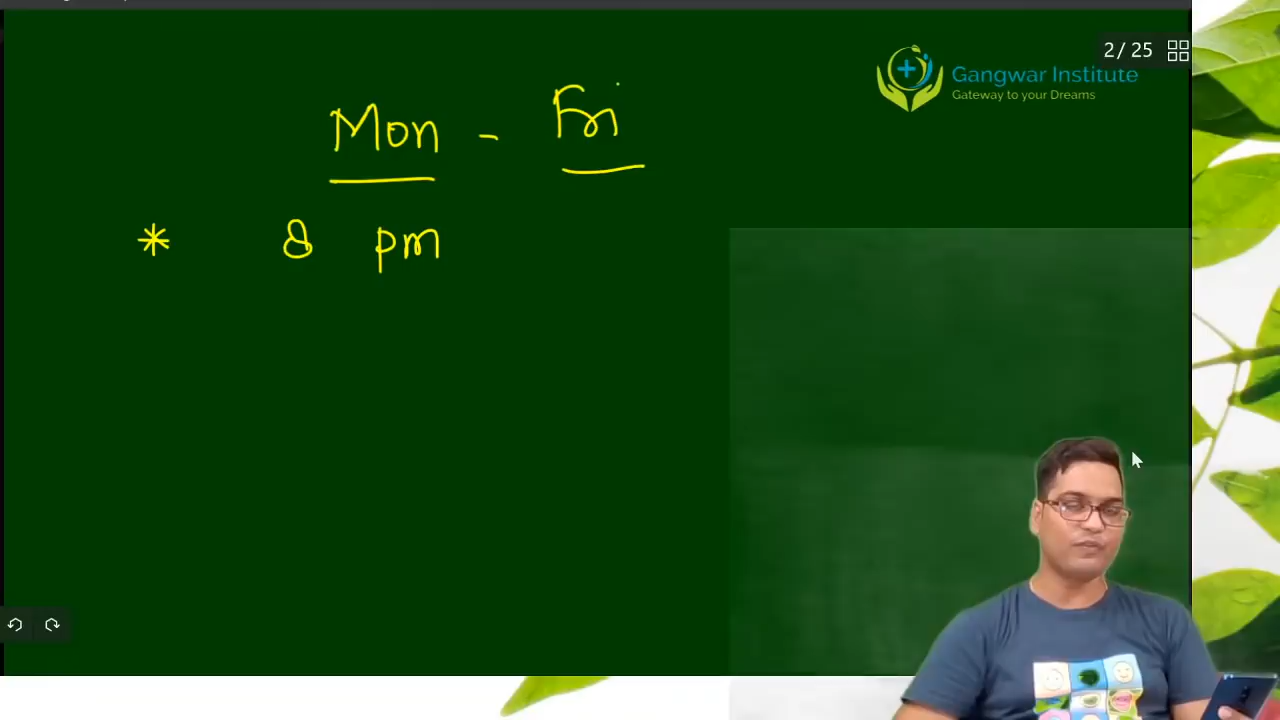 2 / 25
Gangwar Institute
Gateway to your Dreams
Mon - Fri
* 8 pm